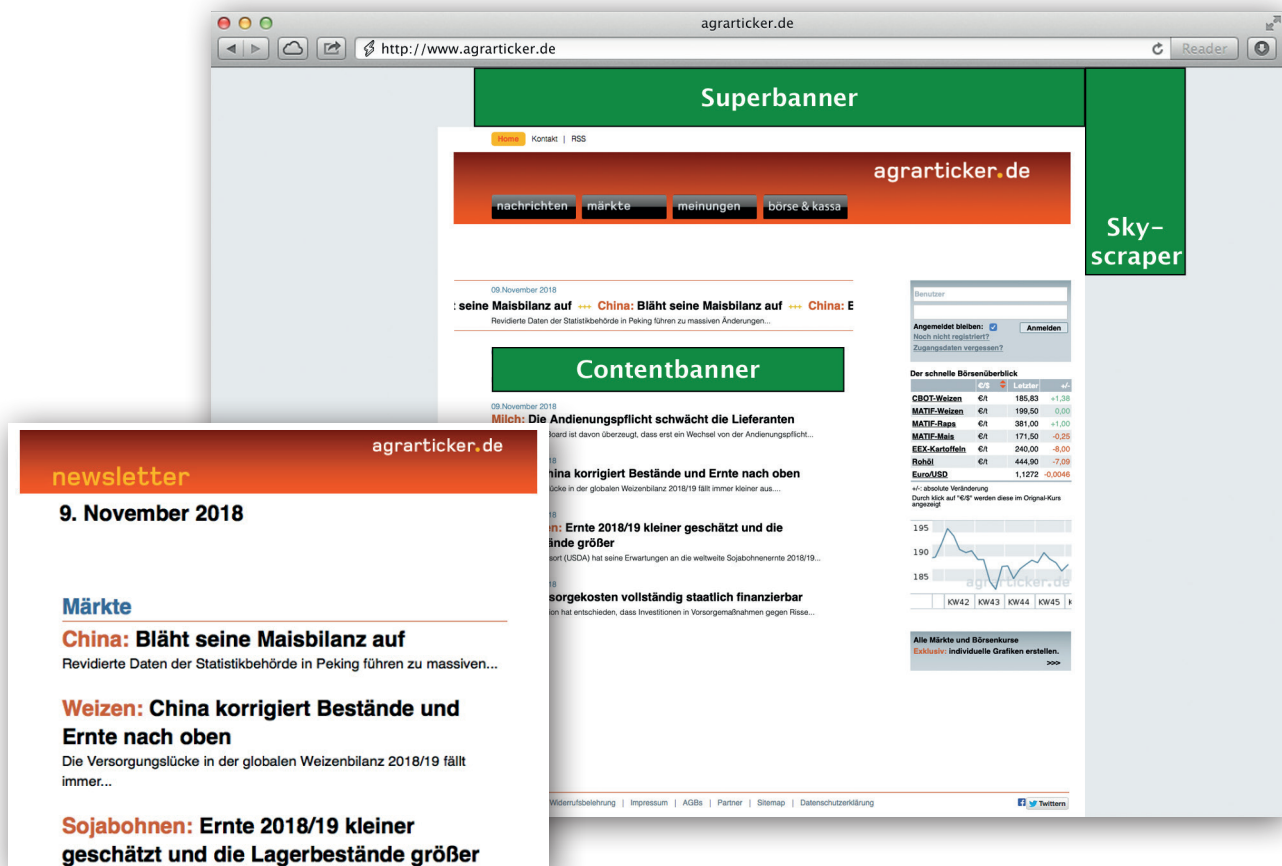 agrarticker.de
http://www.agrarticker.de
Reader
Superbanner
Sky-
scraper
Home Kontakt | RSS
agrarticker.de
nachrichten märkte meinungen börse & kassa
09.November 2018
seine Maisbilanz auf +++ China: Bläht seine Maisbilanz auf +++ China: E
Revidierte Daten der Statistikbehörde in Peking führen zu massiven Änderungen...
Contentbanner
09.November 2018
Milch: Die Andienungspflicht schwächt die Lieferanten
oard ist davon überzeugt, dass erst ein Wechsel von der Andienungspflicht...
18
hina korrigiert Bestände und Ernte nach oben
ücke in der globalen Weizenbilanz 2018/19 fällt immer kleiner aus....
18
n: Ernte 2018/19 kleiner geschätzt und die
ände größer
sort (USDA) hat seine Erwartungen an die weltweite Sojabohnenernte 2018/19...
18
sorgekosten vollständig staatlich finanzierbar
ion hat entschieden, dass Investitionen in Vorsorgemaßnahmen gegen Risse...
Benutzer
Angemeldet bleiben: Anmelden
Noch nicht registriert?
Zugangsdaten vergessen?
Der schnelle Börsenüberblick
€/$ Letzter +/-
CBOT-Weizen €/t 185,83 +1,38
MATIF-Weizen €/t 199,50 0,00
MATIF-Raps €/t 381,00 +1,00
MATIF-Mais €/t 171,50 -0,25
EEX-Kartoffeln €/t 240,00 -8,00
Rohöl €/t 444,90 -7,09
Euro/USD 1,1272 -0,0046
+/-: absolute Veränderung
Durch klick auf "€/$" werden diese im Orignal-Kurs
angezeigt
195
190
185
agrarticker.de
KW42 KW43 KW44 KW45 K
Alle Märkte und Börsenkurse
Exklusiv: individuelle Grafiken erstellen.
>>>
Widerrufsbelehrung | Impressum | AGBs | Partner | Sitemap | Datenschutzerklärung
Twittern
agrarticker.de
newsletter
9. November 2018
Märkte
China: Bläht seine Maisbilanz auf
Revidierte Daten der Statistikbehörde in Peking führen zu massiven...
Weizen: China korrigiert Bestände und
Ernte nach oben
Die Versorgungslücke in der globalen Weizenbilanz 2018/19 fällt
immer...
Sojabohnen: Ernte 2018/19 kleiner
geschätzt und die Lagerbestände größer